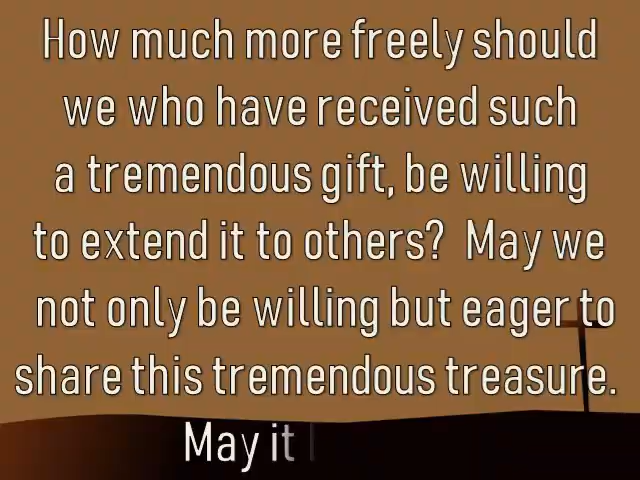 How much more freely should
we who have received such
a tremendous gift, be willing
to extend it to others? May we
not only be willing but eager to
share this tremendous treasure.
May it